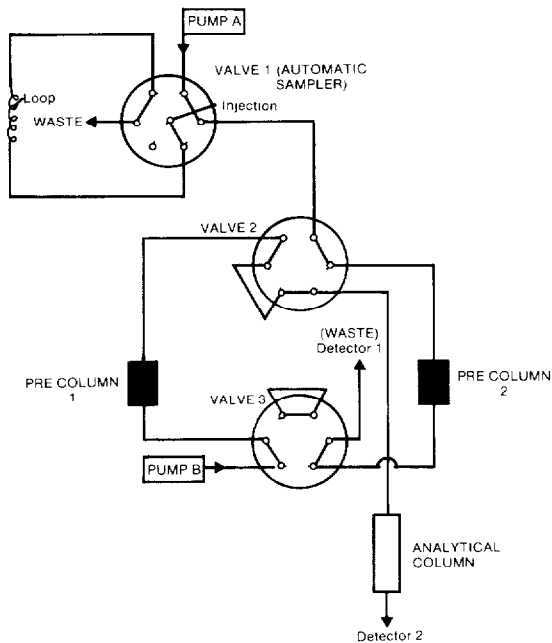 PUMP A
VALVE 1 (AUTOMATIC
SAMPLER)
Loop
Injection
WASTE
VALVE 2
(WASTE)
Detector 1
PRE COLUMN
1
PRE COLUMN
2
VALVE 3
PUMP B
ANALYTICAL
COLUMN
Detector 2